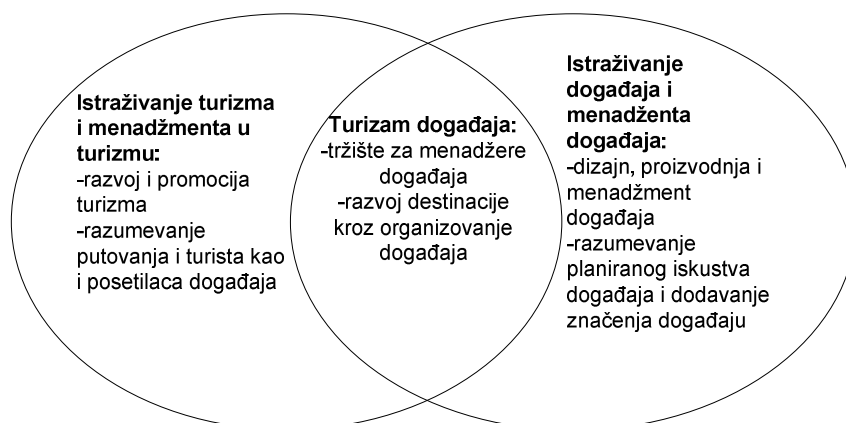 Istraživanje turizma
i menadžmenta u
turizmu:
-razvoj i promocija
turizma
-razumevanje
putovanja i turista kao
i posetilaca događaja
Turizam događaja:
-tržište za menadžere
događaja
-razvoj destinacije
kroz organizovanje
događaja
Istraživanje
događaja i
menadženta
događaja:
-dizajn, proizvodnja i
menadžment
događaja
-razumevanje
planiranog iskustva
događaja i dodavanje
značenja događaju